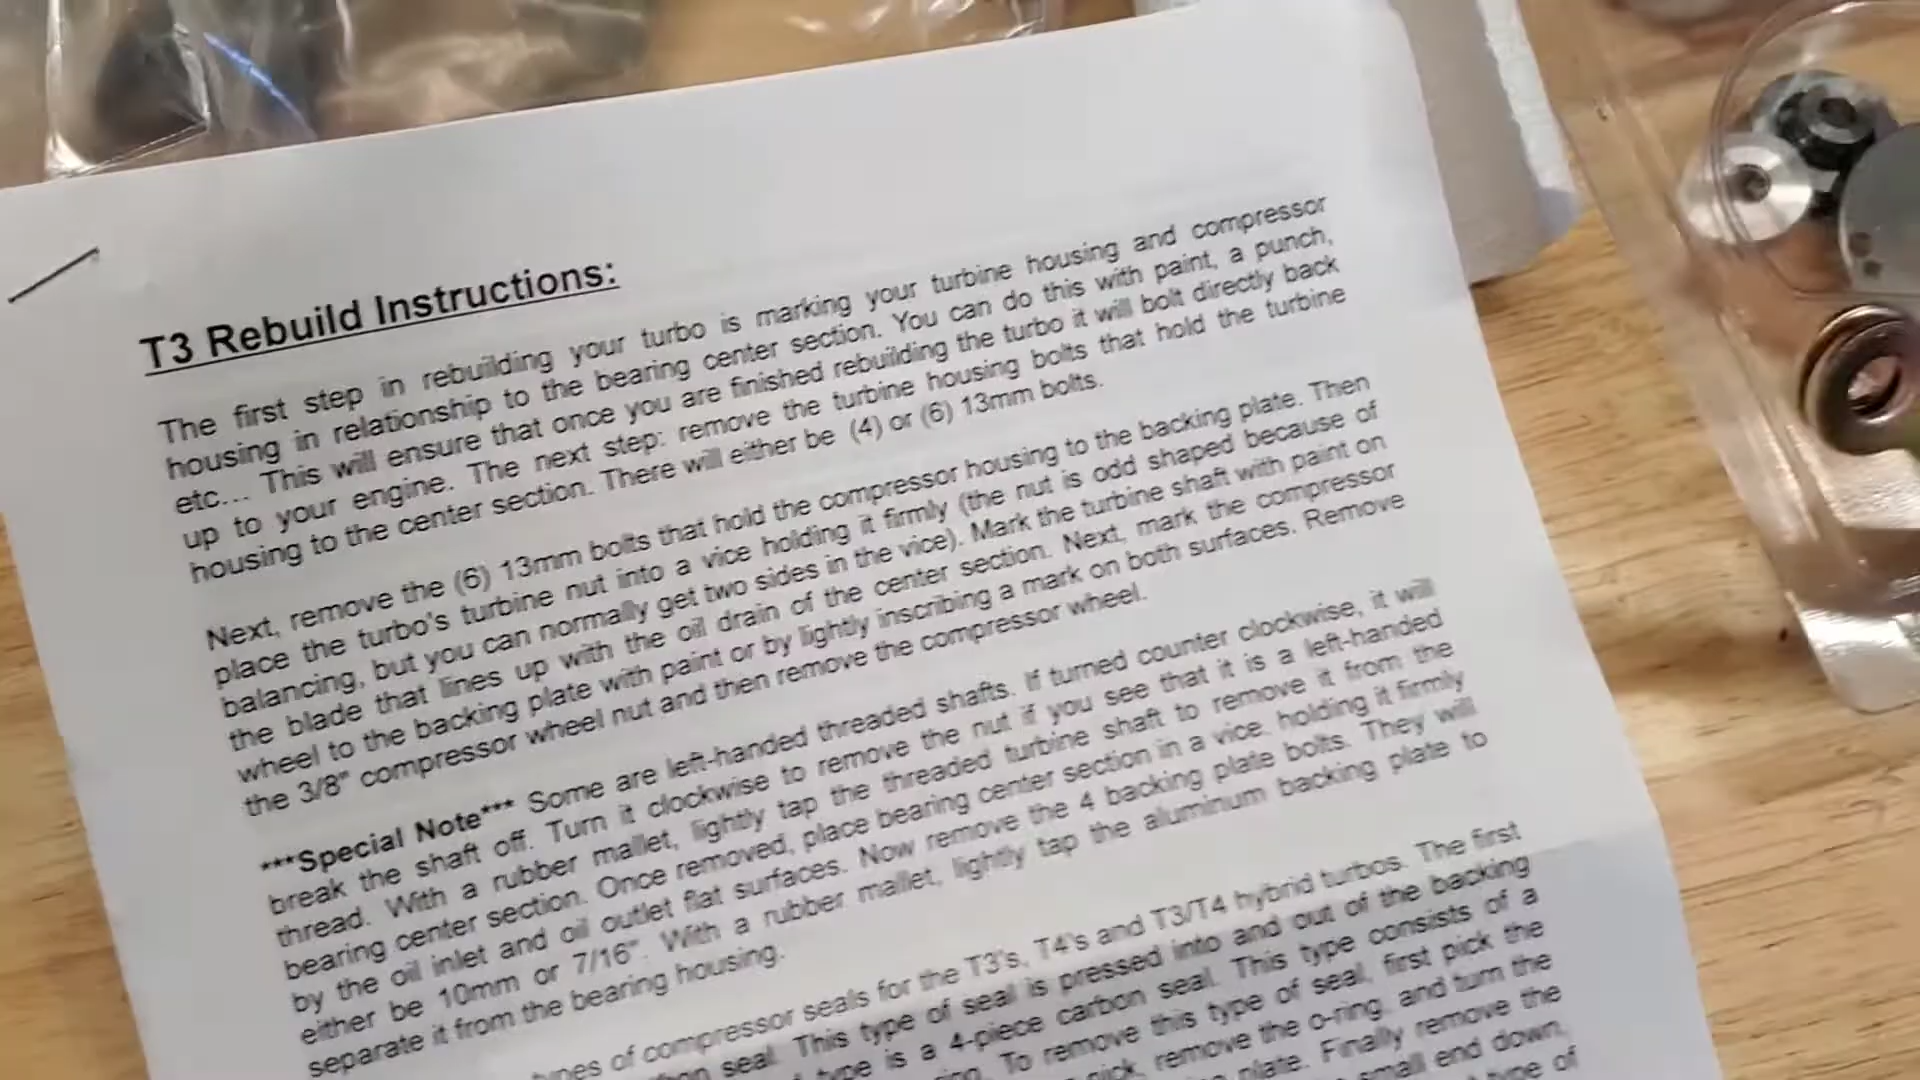 T3 Rebuild Instructions:
The first step in rebuilding your turbo is marking your turbine housing and compressor
housing in relationship to the bearing center section. You can do this with paint, a punch,
etc... This will ensure that once you are finished rebuilding the turbo it will bolt directly back
up to your engine. The next step: remove the turbine housing bolts that hold the turbine
housing to the center section. There will either be (4) or (6) 13mm bolts.
Next, remove the (6) 13mm bolts that hold the compressor housing to the backing plate. Then
place the turbo's turbine nut into a vice holding it firmly (the nut is odd shaped because of
balancing, but you can normally get two sides in the vice). Mark the turbine shaft with paint on
the blade that lines up with the oil drain of the center section. Next, mark the compressor
wheel to the backing plate with paint or by lightly inscribing a mark on both surfaces. Remove
the 3/8" compressor wheel nut and then remove the compressor wheel.
***Special Note*** Some are left-handed threaded shafts. If turned counter clockwise, it will
break the shaft off. Turn it clockwise to remove the nut if you see that it is a left-handed
thread. With a rubber mallet, lightly tap the threaded turbine shaft to remove it from the
bearing center section. Once removed, place bearing center section in a vice, holding it firmly
by the oil inlet and oil outlet flat surfaces. Now remove the 4 backing plate bolts. They will
either be 10mm or 7/16". With a rubber mallet, lightly tap the aluminum backing plate to
separate it from the bearing housing.
types of compressor seals for the T3's, T4's and T3/T4 hybrid turbos. The first
seal. This type of seal is pressed into and out of the backing
type is a 4-piece carbon seal. This type consists of a
To remove this type of seal, first pick the
pick, remove the o-ring, and turn the
plate. Finally remove the
small end down.
type of